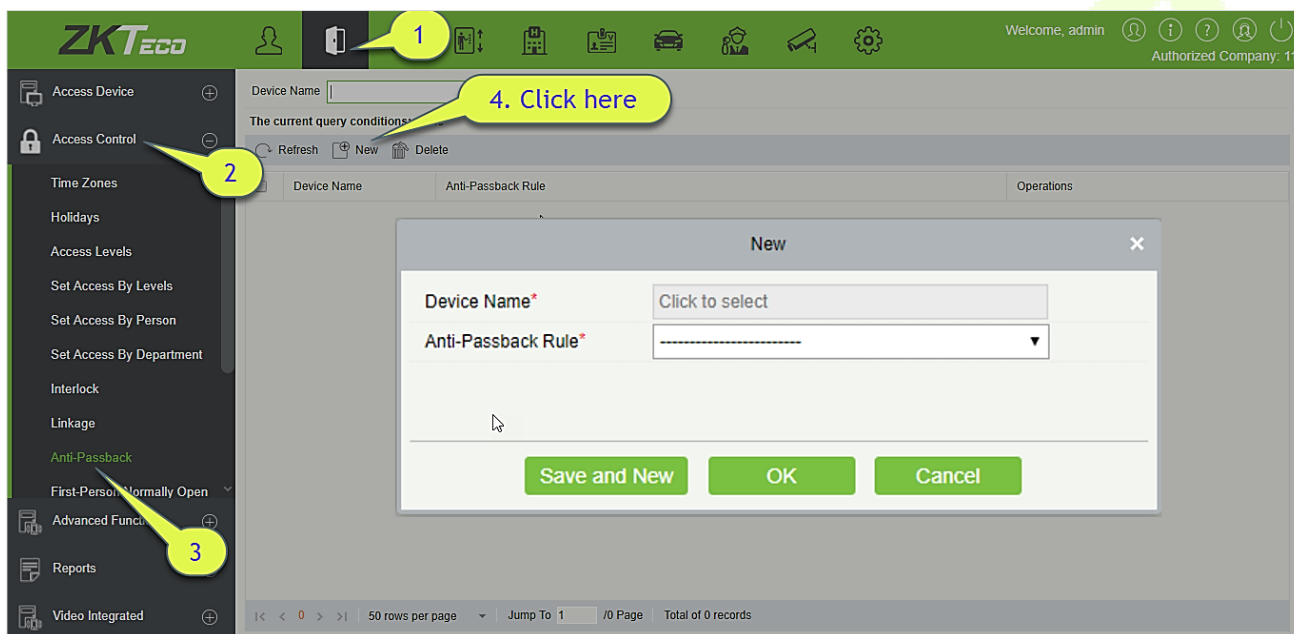 ZKTECO
1
Welcome, admin
Authorized Company: 11
Access Device
Device Name
4. Click here
The current query conditions:
Access Control
2
Refresh
New
Delete
Time Zones
Device Name
Anti-Passback Rule
Operations
Holidays
Access Levels
Set Access By Levels
Set Access By Person
Set Access By Department
Interlock
Linkage
Anti-Passback
First-Person Normally Open
New
Device Name*
Click to select
Anti-Passback Rule*
------------------------
Save and New
OK
Cancel
Advanced
3
Reports
Video Integrated
|< < 0 > >| 50 rows per page Jump To 1 /0 Page Total of 0 records